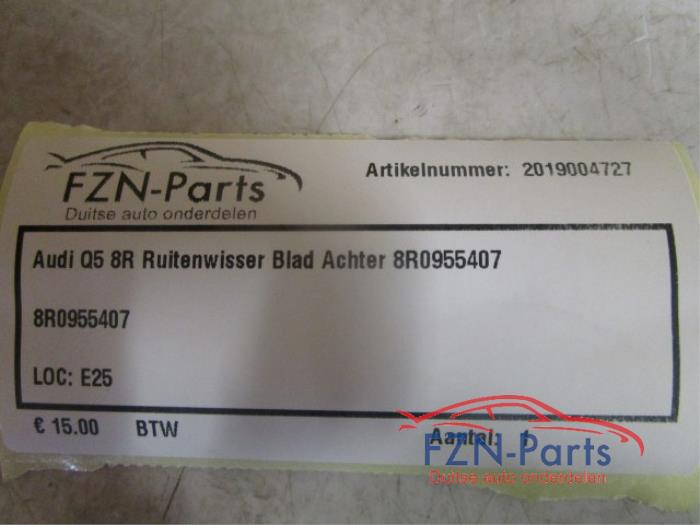 FZN-Parts
Duitse auto onderdelen
Artikelnummer: 2019004727
Audi Q5 8R Ruitenwisser Blad Achter 8R0955407
8R0955407
LOC: E25
€ 15.00 BTW Aantal: 1
FZN-Parts
Duitse auto onderdelen